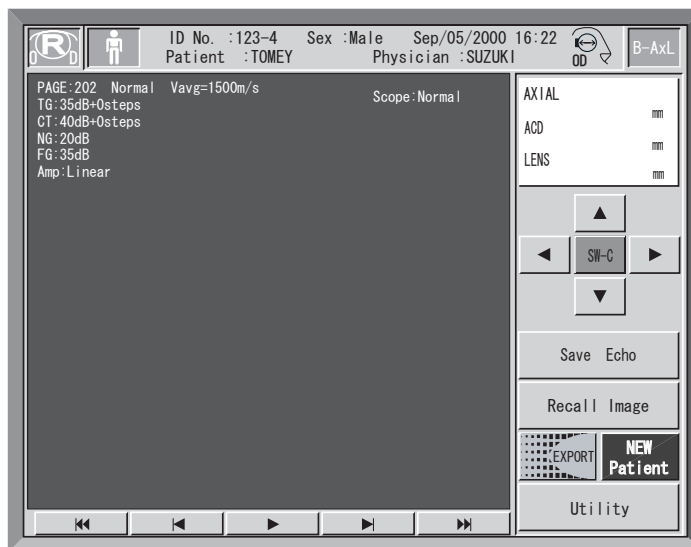 R
O D
ID No. :123-4 Sex :Male Sep/05/2000 16:22
Patient :TOMEY Physician :SUZUKI
OD
B-AxL
PAGE:202 Normal Vavg=1500m/s
Scope:Normal
TG:35dB+0steps
CT:40dB+0steps
NG:20dB
FG:35dB
Amp:Linear
AXIAL
mm
ACD
mm
LENS
mm
SW-C
Save Echo
Recall Image
EXPORT
NEW
Patient
Utility